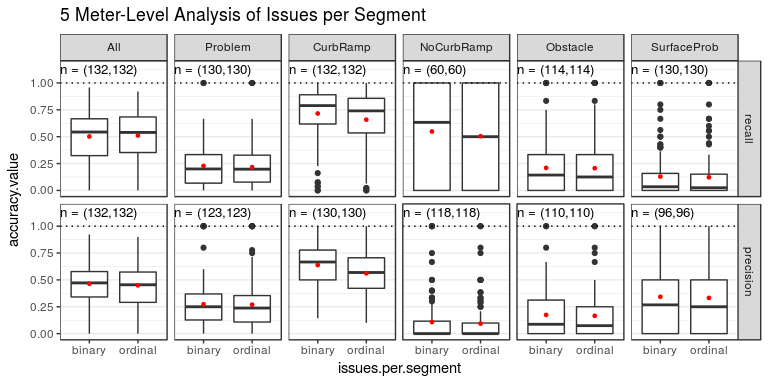 5 Meter-Level Analysis of Issues per Segment
All Problem CurbRamp NoCurbRamp Obstacle SurfaceProb
n = (132,132) n = (130,130) n = (132,132) n = (60,60) n = (114,114) n = (130,130)
1.00
0.75
0.50
0.25
0.00
recall
n = (132,132) n = (123,123) n = (130,130) n = (118,118) n = (110,110) n = (96,96)
1.00
0.75
0.50
0.25
0.00
precision
accuracy.value
binary ordinal binary ordinal binary ordinal binary ordinal binary ordinal binary ordinal
issues.per.segment